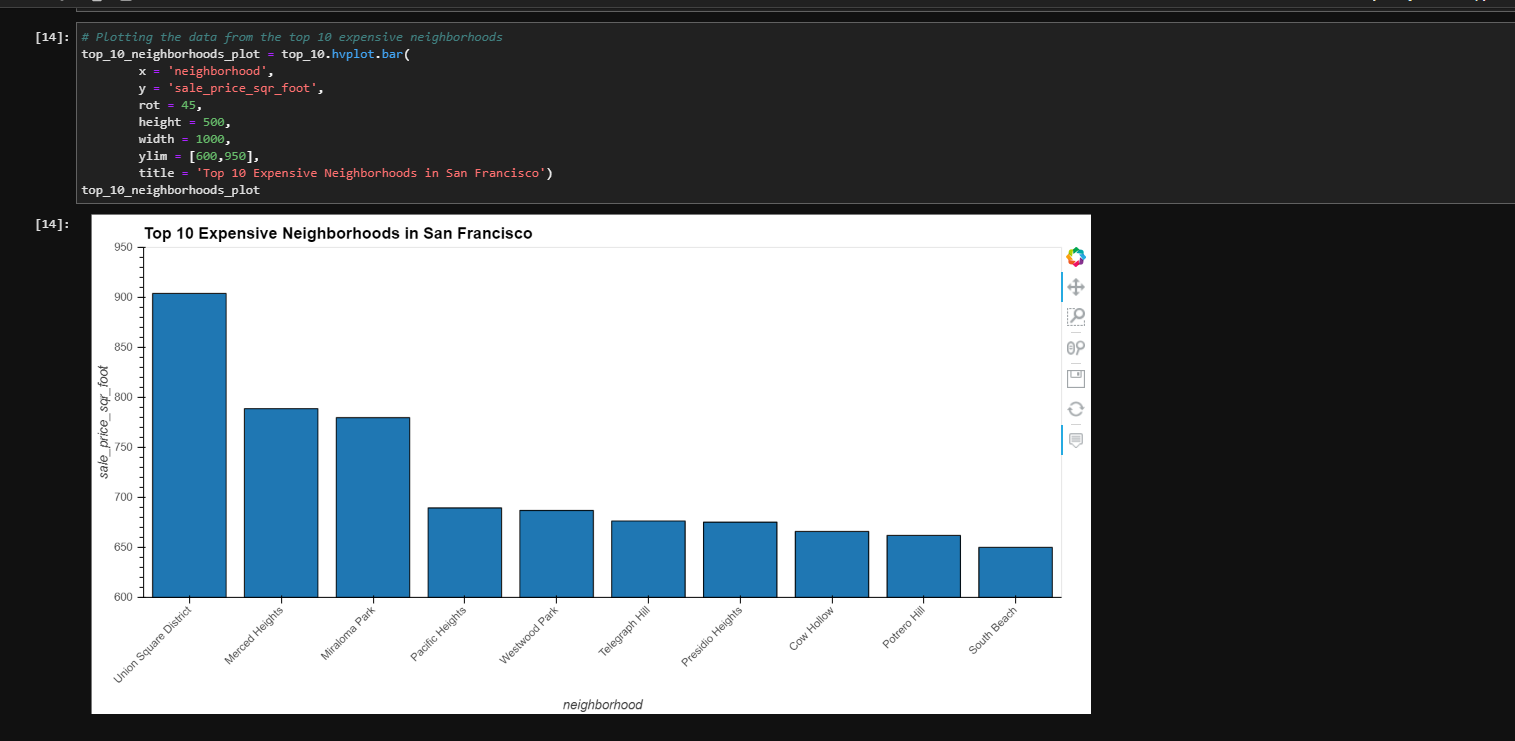 [14]:
# Plotting the data from the top 10 expensive neighborhoods
top_10_neighborhoods_plot = top_10.hvplot.bar(
x = 'neighborhood',
y = 'sale_price_sqr_foot',
rot = 45,
height = 500,
width = 1000,
ylim = [600,950],
title = 'Top 10 Expensive Neighborhoods in San Francisco')
top_10_neighborhoods_plot
[14]:
Top 10 Expensive Neighborhoods in San Francisco
950
900
850
800
750
700
650
600
sale_price_sqr_foot
Union Square District
Merced Heights
Miraloma Park
Pacific Heights
Westwood Park
Telegraph Hill
Presidio Heights
Cow Hollow
Potrero Hill
South Beach
neighborhood